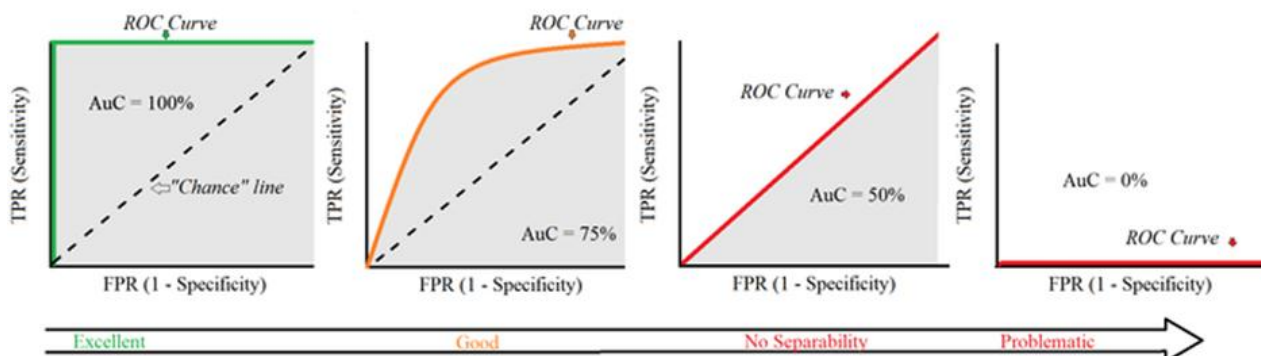 ROC Curve
TPR (Sensitivity)
AuC = 100%
"Chance" line
FPR (1 - Specificity)
ROC Curve
TPR (Sensitivity)
AuC = 75%
FPR (1 - Specificity)
ROC Curve
TPR (Sensitivity)
AuC = 50%
FPR (1 - Specificity)
TPR (Sensitivity)
AuC = 0%
ROC Curve
FPR (1 - Specificity)
Excellent
Good
No Separability
Problematic